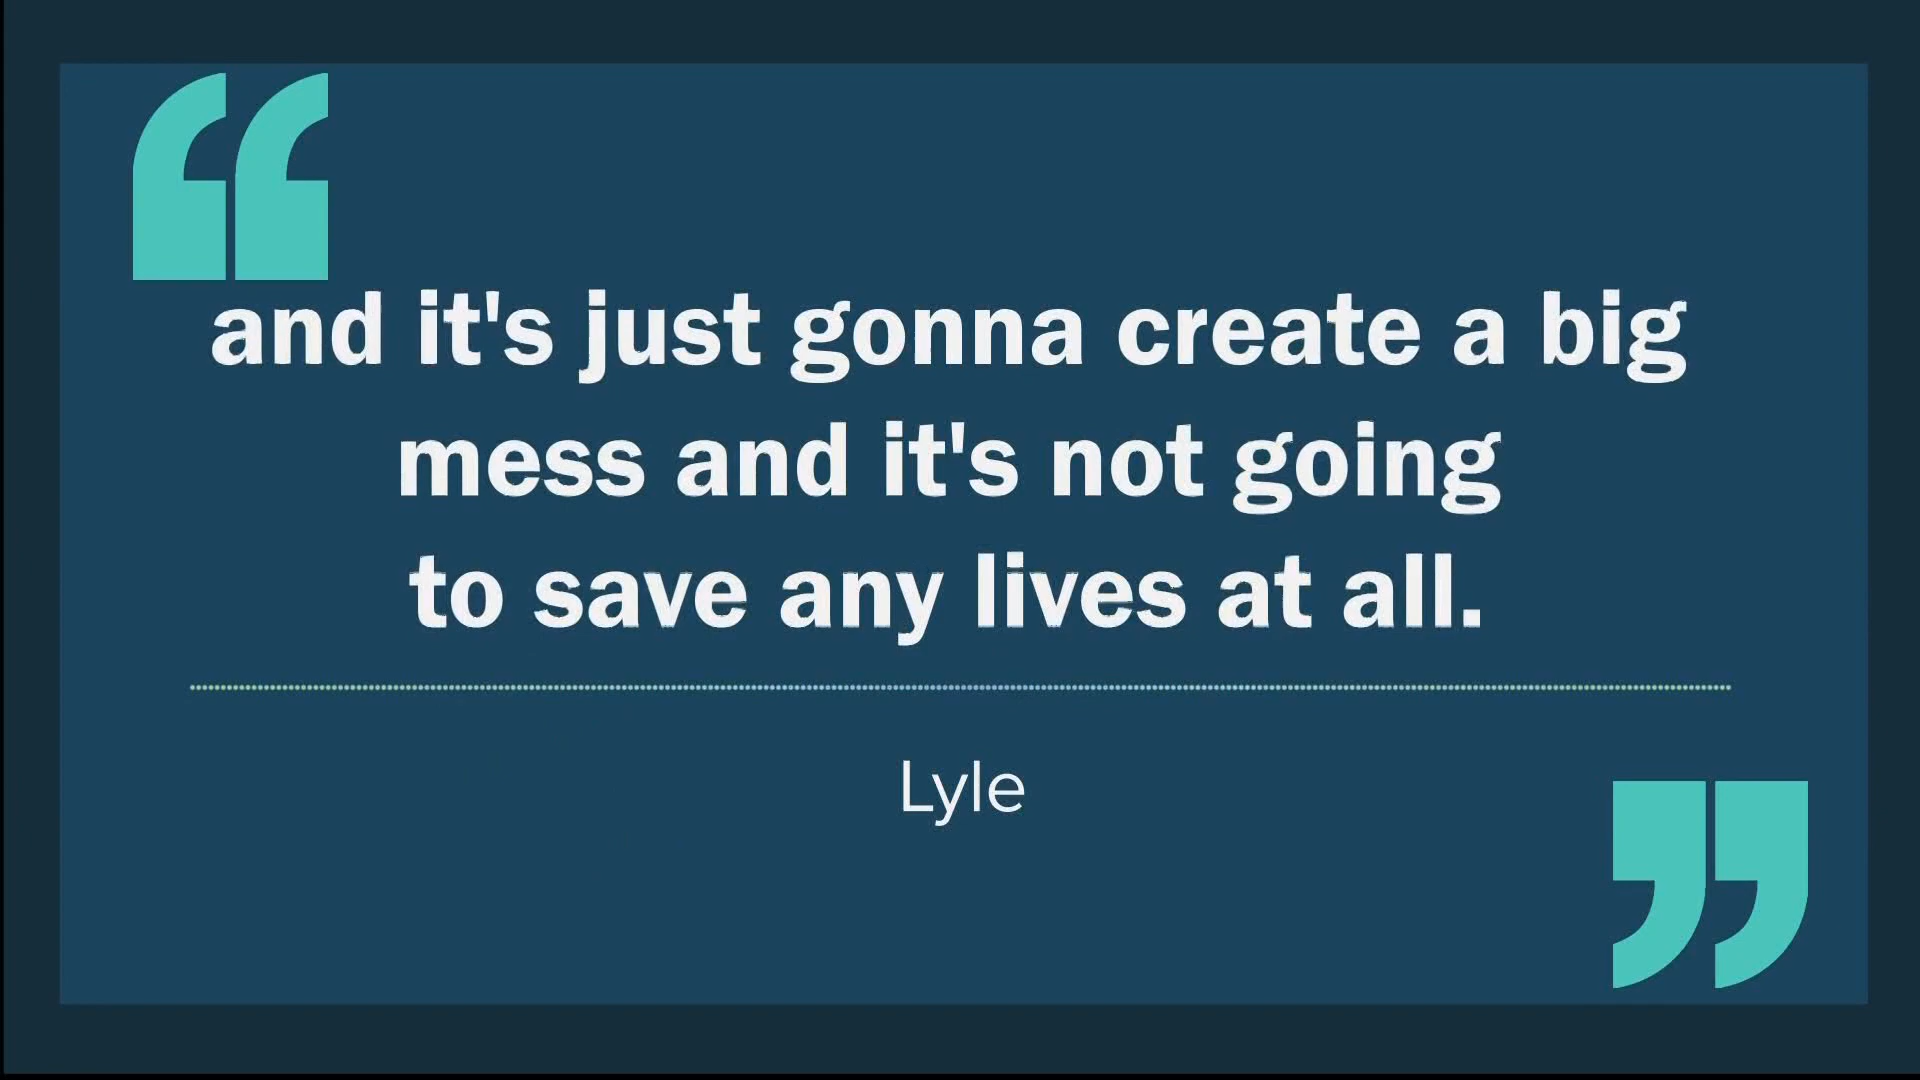 and it's just gonna create a big
mess and it's not going
to save any lives at all.
Lyle